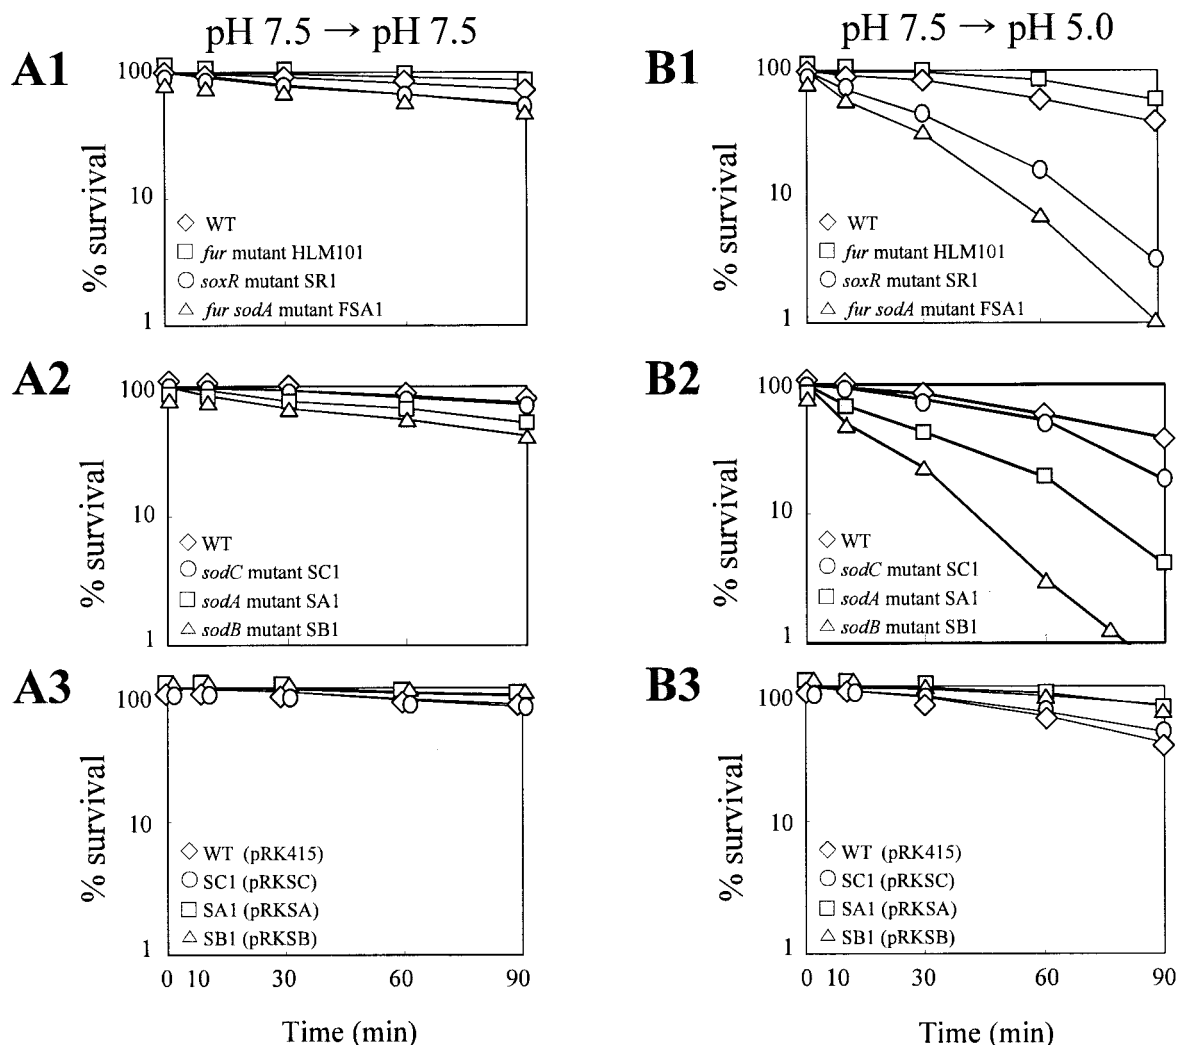 pH 7.5 → pH 7.5
A1
% survival
100
10
1
WT
fur mutant HLM101
soxR mutant SR1
fur sodA mutant FSA1
A2
% survival
100
10
1
WT
sodC mutant SC1
sodA mutant SA1
sodB mutant SB1
A3
% survival
100
10
1
WT (pRK415)
SC1 (pRKSC)
SA1 (pRKSA)
SB1 (pRKSB)
0 10 30 60 90
Time (min)
pH 7.5 → pH 5.0
B1
% survival
100
10
1
WT
fur mutant HLM101
soxR mutant SR1
fur sodA mutant FSA1
B2
% survival
100
10
1
WT
sodC mutant SC1
sodA mutant SA1
sodB mutant SB1
B3
% survival
100
10
1
WT (pRK415)
SC1 (pRKSC)
SA1 (pRKSA)
SB1 (pRKSB)
0 10 30 60 90
Time (min)